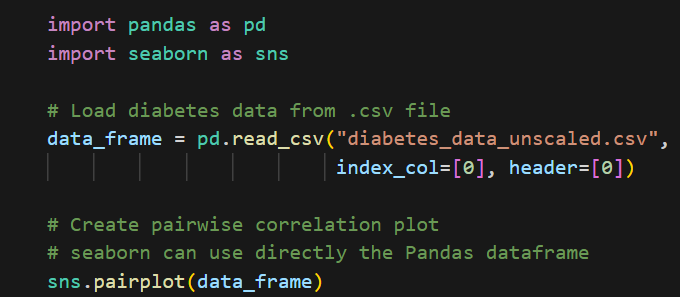 import pandas as pd
import seaborn as sns
# Load diabetes data from .csv file
data_frame = pd.read_csv("diabetes_data_unscaled.csv",
index_col=[0], header=[0])
# Create pairwise correlation plot
# seaborn can use directly the Pandas dataframe
sns.pairplot(data_frame)